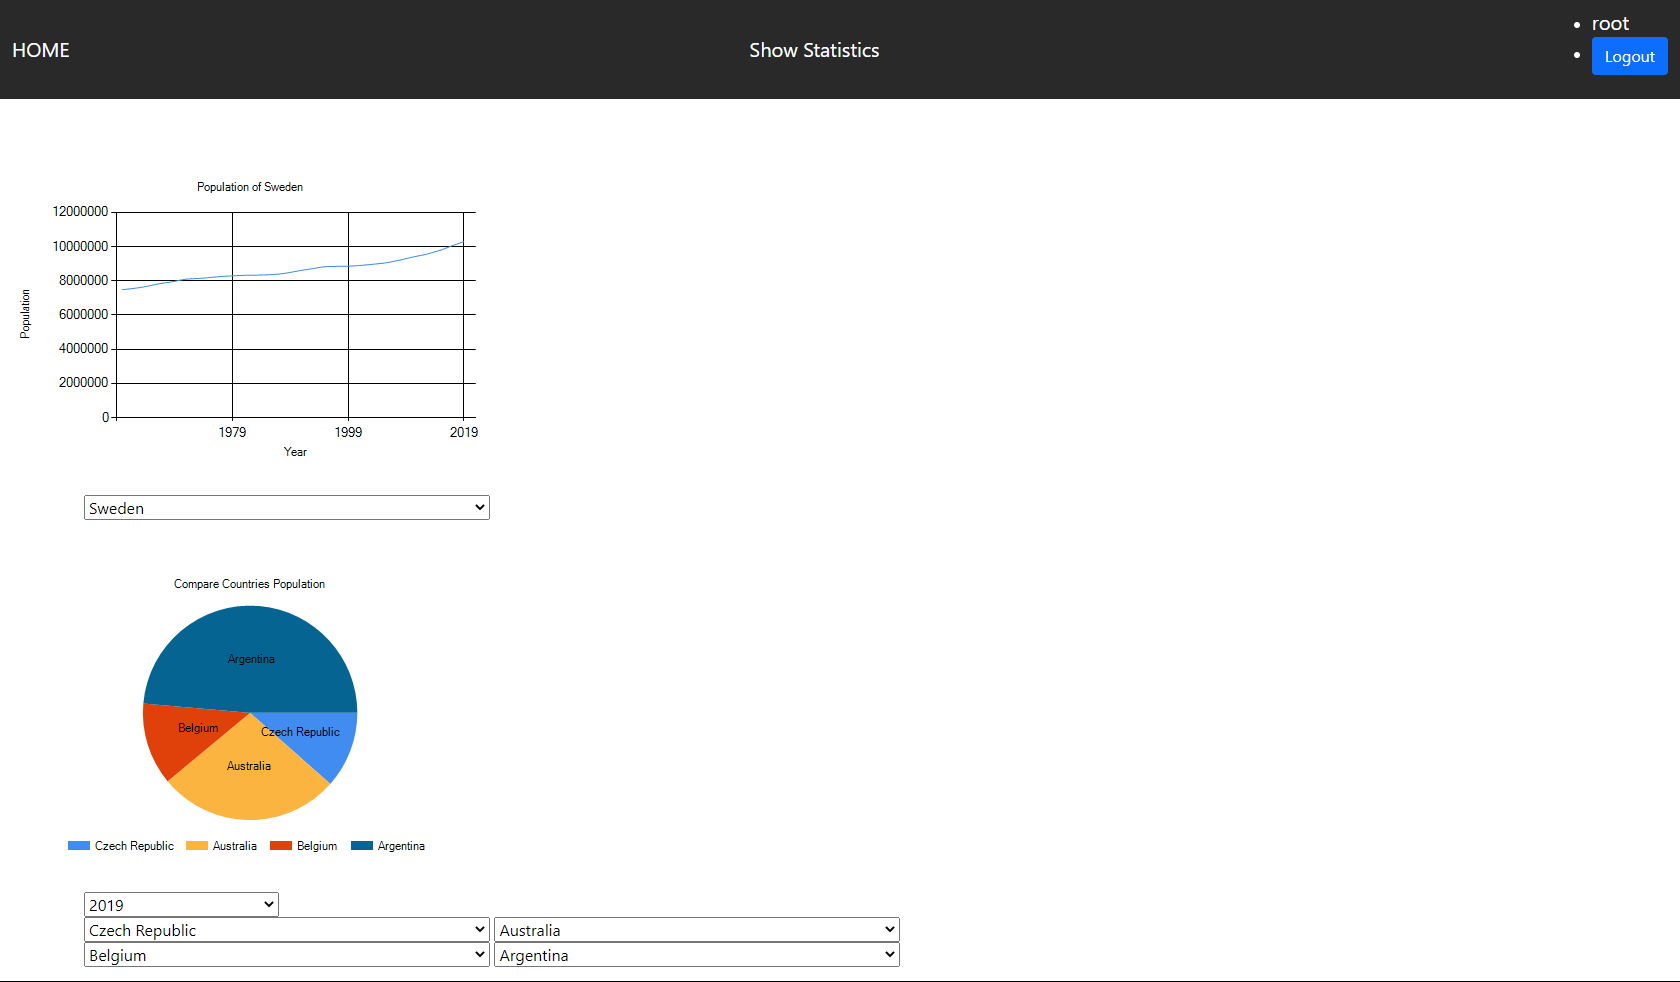 HOME
Show Statistics
root
Logout
Population of Sweden
12000000
10000000
8000000
6000000
4000000
2000000
0
Population
1979 1999 2019
Year
Sweden
Compare Countries Population
Argentina
Belgium
Czech Republic
Australia
Czech Republic Australia Belgium Argentina
2019
Czech Republic Australia
Belgium Argentina